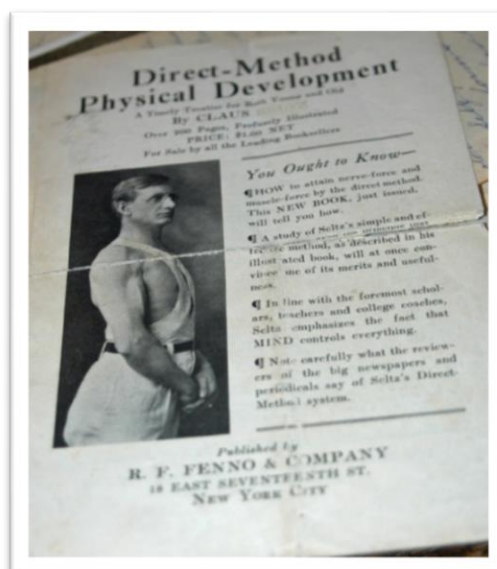 Direct-Method
Physical Development
A Timely Treatise for Both Young and Old
By CLAUS
Over 200 Pages, Profusely Illustrated
PRICE: $1.00 NET
For Sale by all the Leading Booksellers
You Ought to Know—
¶ HOW to attain nerve-force and
muscle-force by the direct method.
This NEW BOOK, just issued,
will tell you how.
¶ A study of Seltz's simple and ef-
method, as described in his
illustrated book, will at once con-
vince one of its merits and useful-
ness.
¶ In line with the foremost schol-
ars, teachers and college coaches,
Seltz emphasizes the fact that
MIND controls everything.
¶ Note carefully what the review-
ers of the big newspapers and
periodicals say of Seltz's Direct-
Method system.
Published by
R. F. FENNO & COMPANY
18 EAST SEVENTEENTH ST.
NEW YORK CITY